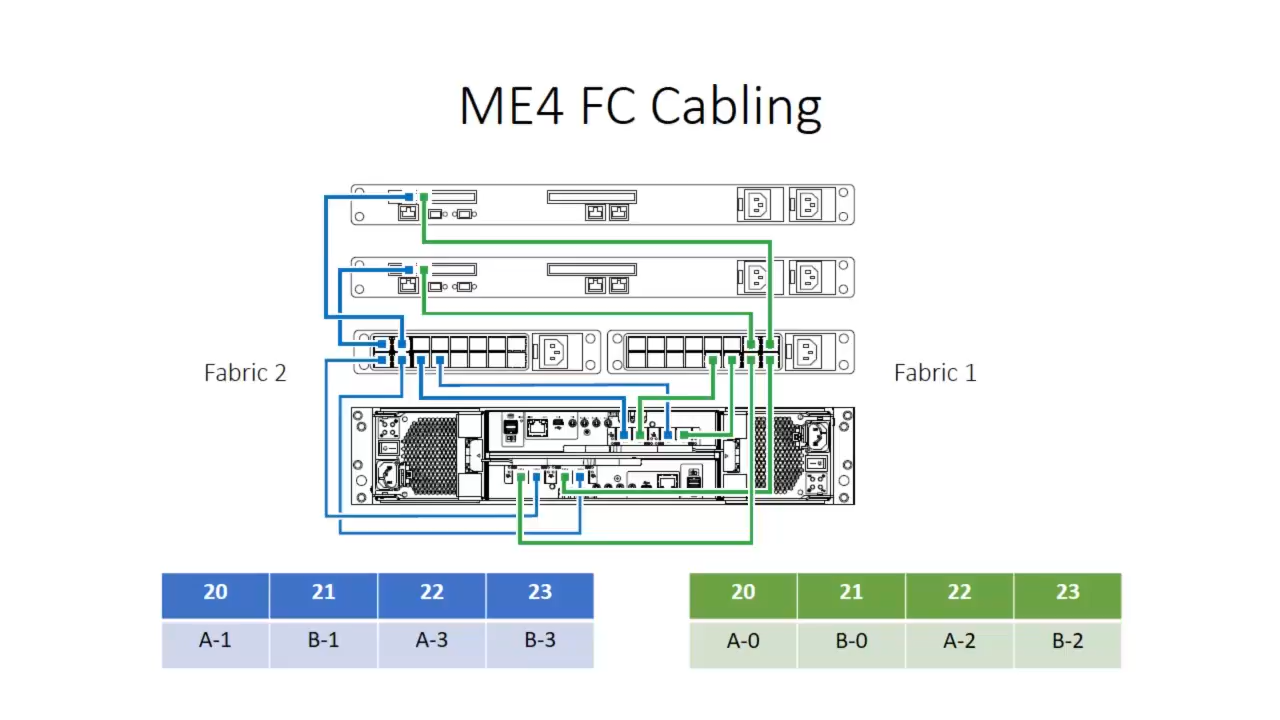 ME4 FC Cabling
Fabric 2
Fabric 1
20 21 22 23
A-1 B-1 A-3 B-3
20 21 22 23
A-0 B-0 A-2 B-2